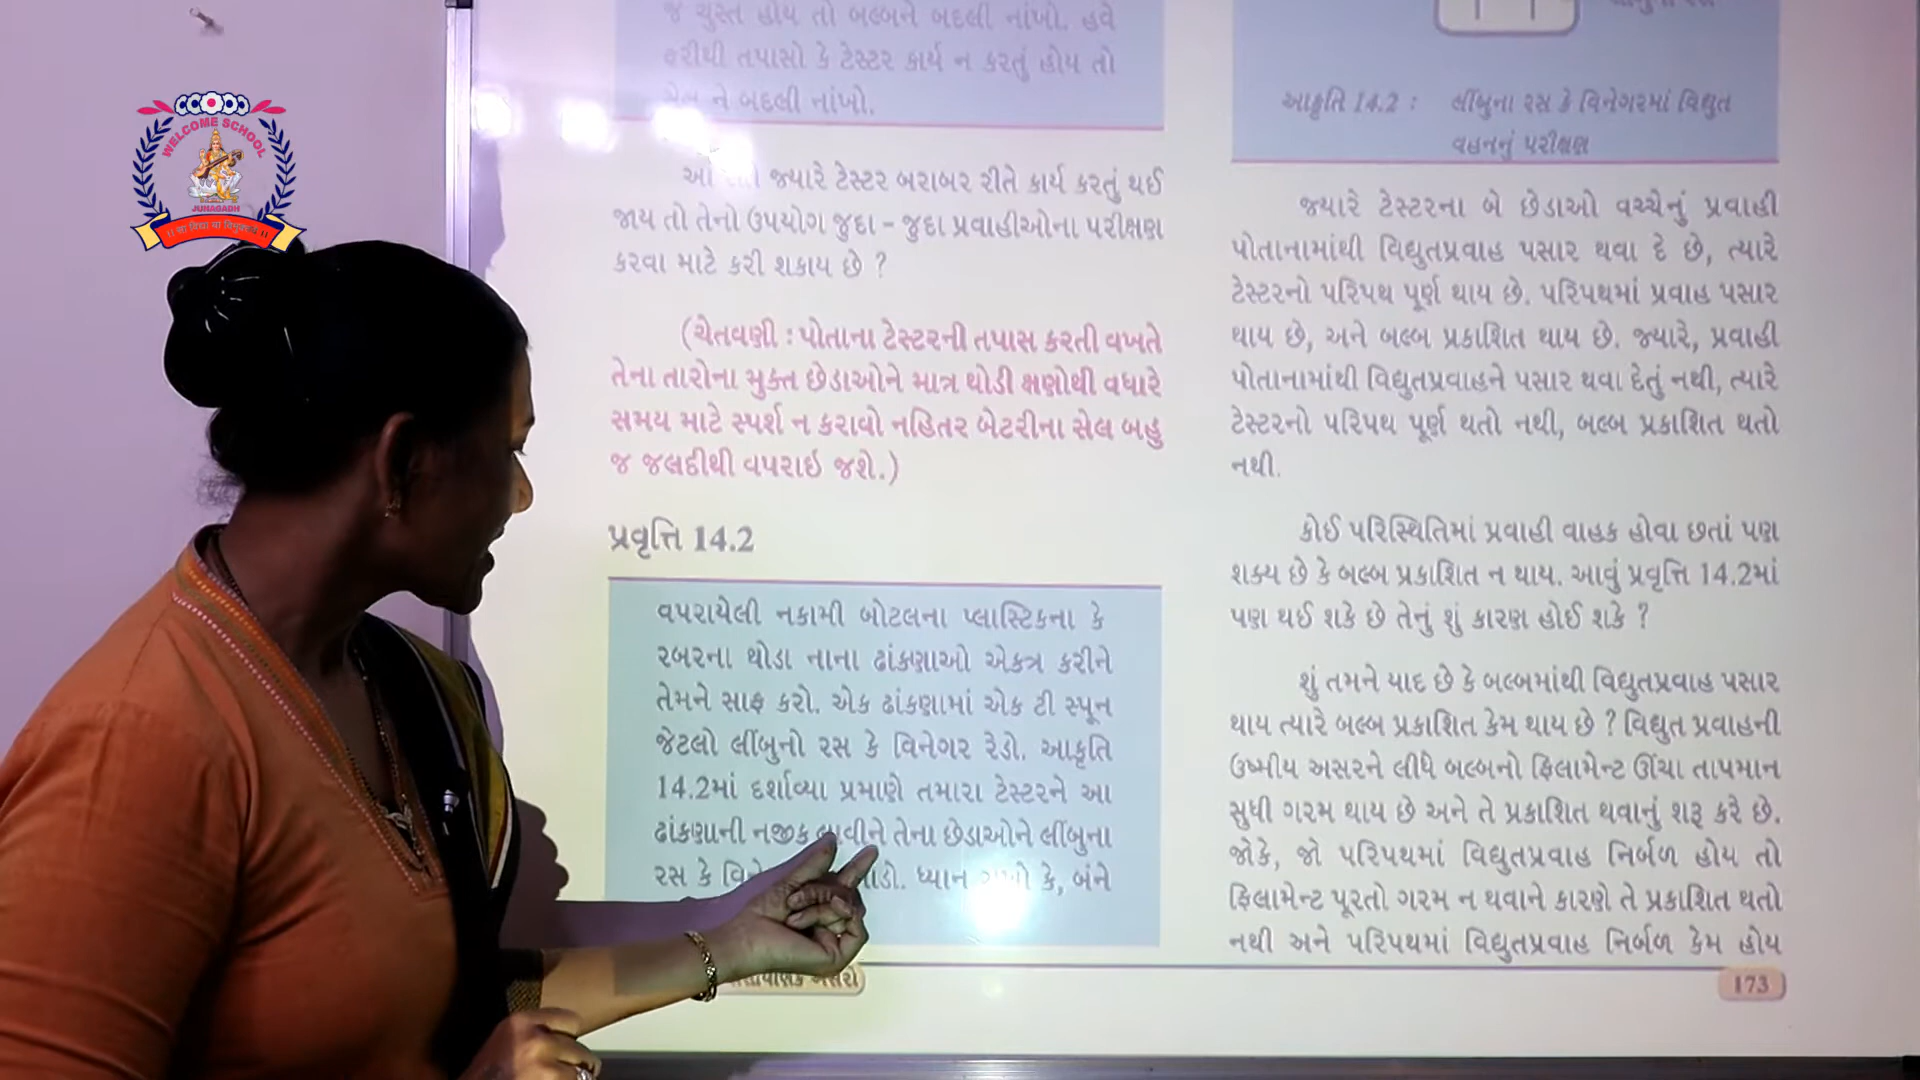 WELCOME SCHOOL
JUNAGADH
॥ सा विद्या या विमुक्तये ॥
જ ચુસ્ત હોય તો બલ્બને બદલી નાંખો. હવે
ફરીથી તપાસો કે ટેસ્ટર કાર્ય ન કરતું હોય તો
ને બદલી નાંખો.
જ્યારે ટેસ્ટર બરાબર રીતે કાર્ય કરતું થઈ
જાય તો તેનો ઉપયોગ જુદા – જુદા પ્રવાહીઓના પરીક્ષણ
કરવા માટે કરી શકાય છે ?
(ચેતવણી : પોતાના ટેસ્ટરની તપાસ કરતી વખતે
તેના તારોના મુક્ત છેડાઓને માત્ર થોડી ક્ષણોથી વધારે
સમય માટે સ્પર્શ ન કરાવો નહિતર બેટરીના સેલ બહુ
જ જલદીથી વપરાઇ જશે.)
પ્રવૃત્તિ 14.2
વપરાયેલી નકામી બોટલના પ્લાસ્ટિકના કે
રબરના થોડા નાના ઢાંકણાઓ એકત્ર કરીને
તેમને સાફ કરો. એક ઢાંકણામાં એક ટી સ્પૂન
જેટલો લીંબુનો રસ કે વિનેગર રેડો. આકૃતિ
14.2માં દર્શાવ્યા પ્રમાણે તમારા ટેસ્ટરને આ
ઢાંકણાની નજીક લાવીને તેના છેડાઓને લીંબુના
રસ કે ધ્યાન કે, બંને
આકૃતિ 14.2 : લીંબુના રસ કે વિનેગરમાં વિદ્યુત
વહનનું પરીક્ષણ
જ્યારે ટેસ્ટરના બે છેડાઓ વચ્ચેનું પ્રવાહી
પોતાનામાંથી વિદ્યુતપ્રવાહ પસાર થવા દે છે, ત્યારે
ટેસ્ટરનો પરિપથ પૂર્ણ થાય છે. પરિપથમાં પ્રવાહ પસાર
થાય છે, અને બલ્બ પ્રકાશિત થાય છે. જ્યારે, પ્રવાહી
પોતાનામાંથી વિદ્યુતપ્રવાહને પસાર થવા દેતું નથી, ત્યારે
ટેસ્ટરનો પરિપથ પૂર્ણ થતો નથી, બલ્બ પ્રકાશિત થતો
નથી.
કોઈ પરિસ્થિતિમાં પ્રવાહી વાહક હોવા છતાં પણ
શક્ય છે કે બલ્બ પ્રકાશિત ન થાય. આવું પ્રવૃત્તિ 14.2માં
પણ થઈ શકે છે તેનું શું કારણ હોઈ શકે ?
શું તમને યાદ છે કે બલ્બમાંથી વિદ્યુતપ્રવાહ પસાર
થાય ત્યારે બલ્બ પ્રકાશિત કેમ થાય છે ? વિદ્યુત પ્રવાહની
ઉષ્મીય અસરને લીધે બલ્બનો ફિલામેન્ટ ઊંચા તાપમાન
સુધી ગરમ થાય છે અને તે પ્રકાશિત થવાનું શરૂ કરે છે.
જોકે, જો પરિપથમાં વિદ્યુતપ્રવાહ નિર્બળ હોય તો
ફિલામેન્ટ પૂરતો ગરમ ન થવાને કારણે તે પ્રકાશિત થતો
નથી અને પરિપથમાં વિદ્યુતપ્રવાહ નિર્બળ કેમ હોય
173